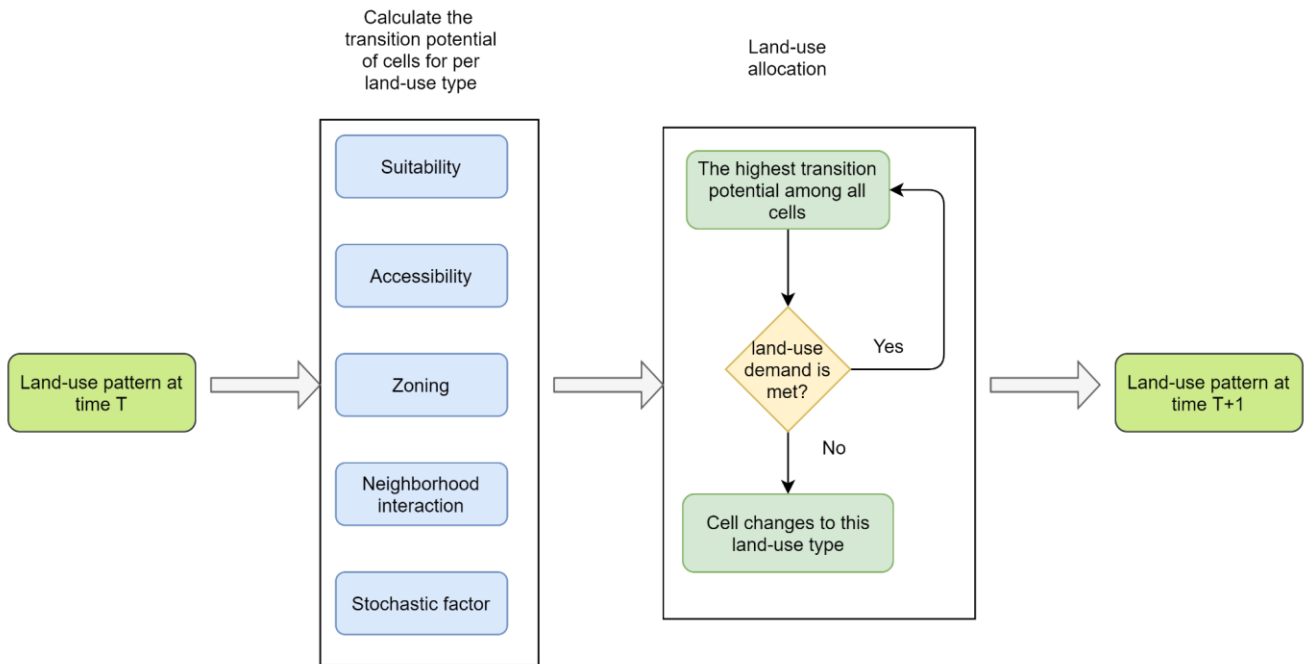 Calculate the
transition potential
of cells for per
land-use type
Land-use
allocation
Suitability
Accessibility
Zoning
Neighborhood
interaction
Stochastic factor
The highest transition
potential among all
cells
land-use
demand is
met?
Yes
No
Cell changes to this
land-use type
Land-use pattern at
time T
Land-use pattern at
time T+1